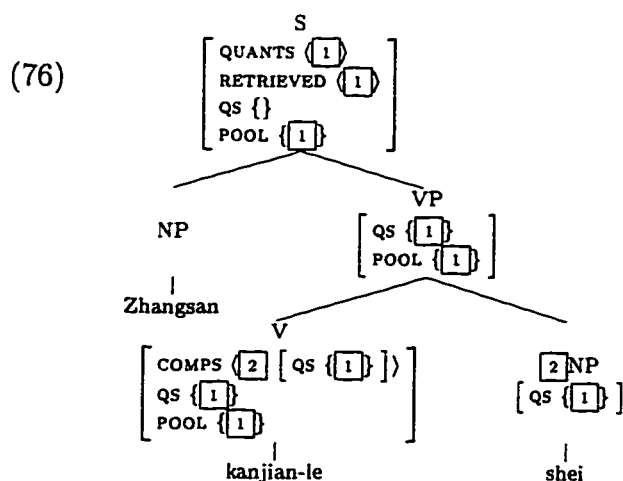 (76)
S
QUANTS ⟨[1]⟩
RETRIEVED ⟨[1]⟩
QS {}
POOL {[1]}
NP
VP
QS {[1]}
POOL {[1]}
Zhangsan
V
COMPS ⟨[2] [ QS {[1]} ]⟩
QS {[1]}
POOL {[1]}
[2]NP
[ QS {[1]} ]
kanjian-le
shei